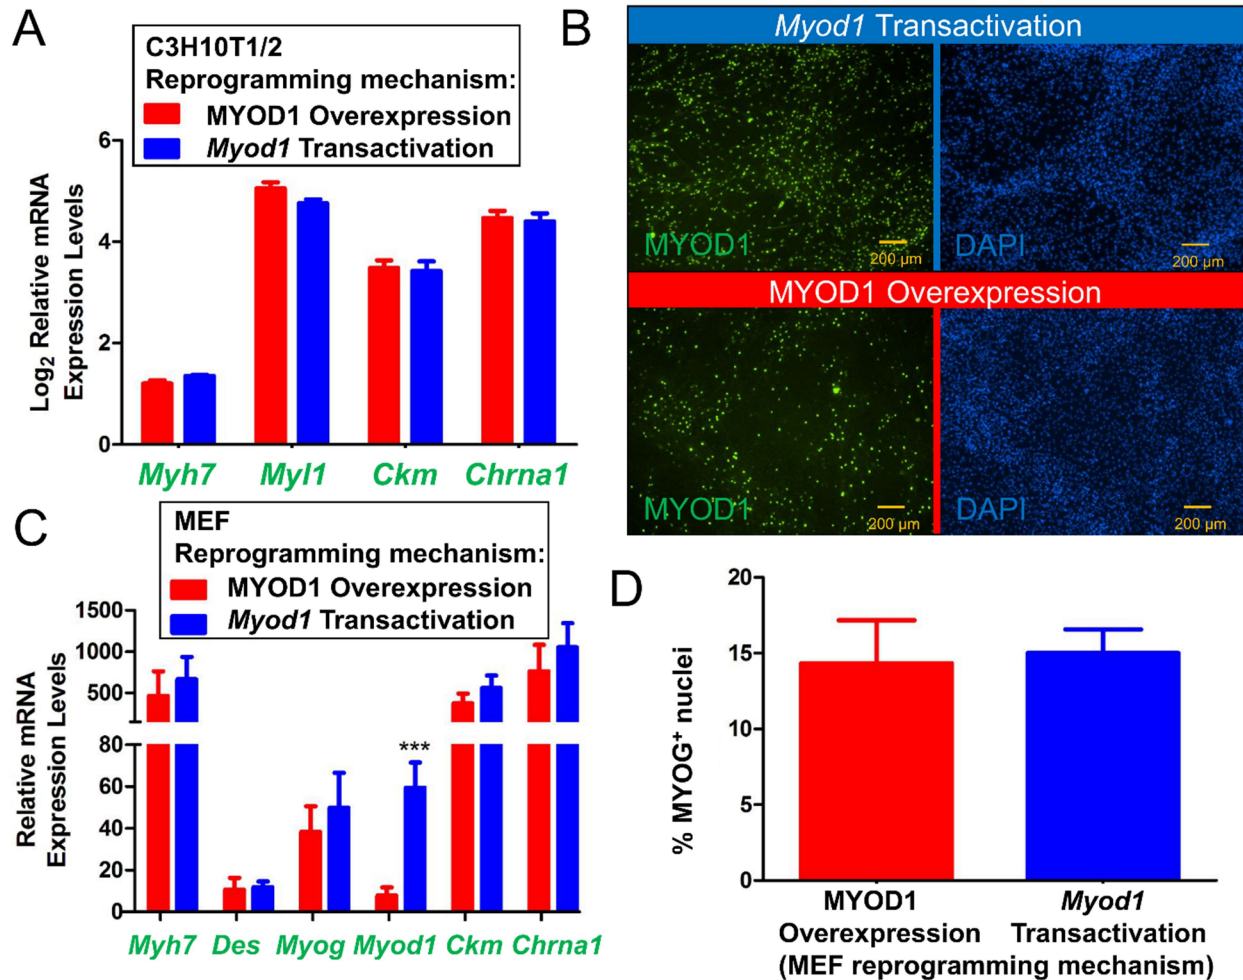 A
C3H10T1/2
Reprogramming mechanism:
MYOD1 Overexpression
Myod1 Transactivation
Log2 Relative mRNA
Expression Levels
6
4
2
0
Myh7 Myl1 Ckm Chrna1
B
Myod1 Transactivation
MYOD1
200 µm
DAPI
200 µm
MYOD1 Overexpression
MYOD1
200 µm
DAPI
200 µm
C
MEF
Reprogramming mechanism:
MYOD1 Overexpression
Myod1 Transactivation
Relative mRNA
Expression Levels
1500
1000
500
80
60
40
20
0
***
Myh7 Des Myog Myod1 Ckm Chrna1
D
% MYOG+ nuclei
20
15
10
5
0
MYOD1
Overexpression
Myod1
Transactivation
(MEF reprogramming mechanism)